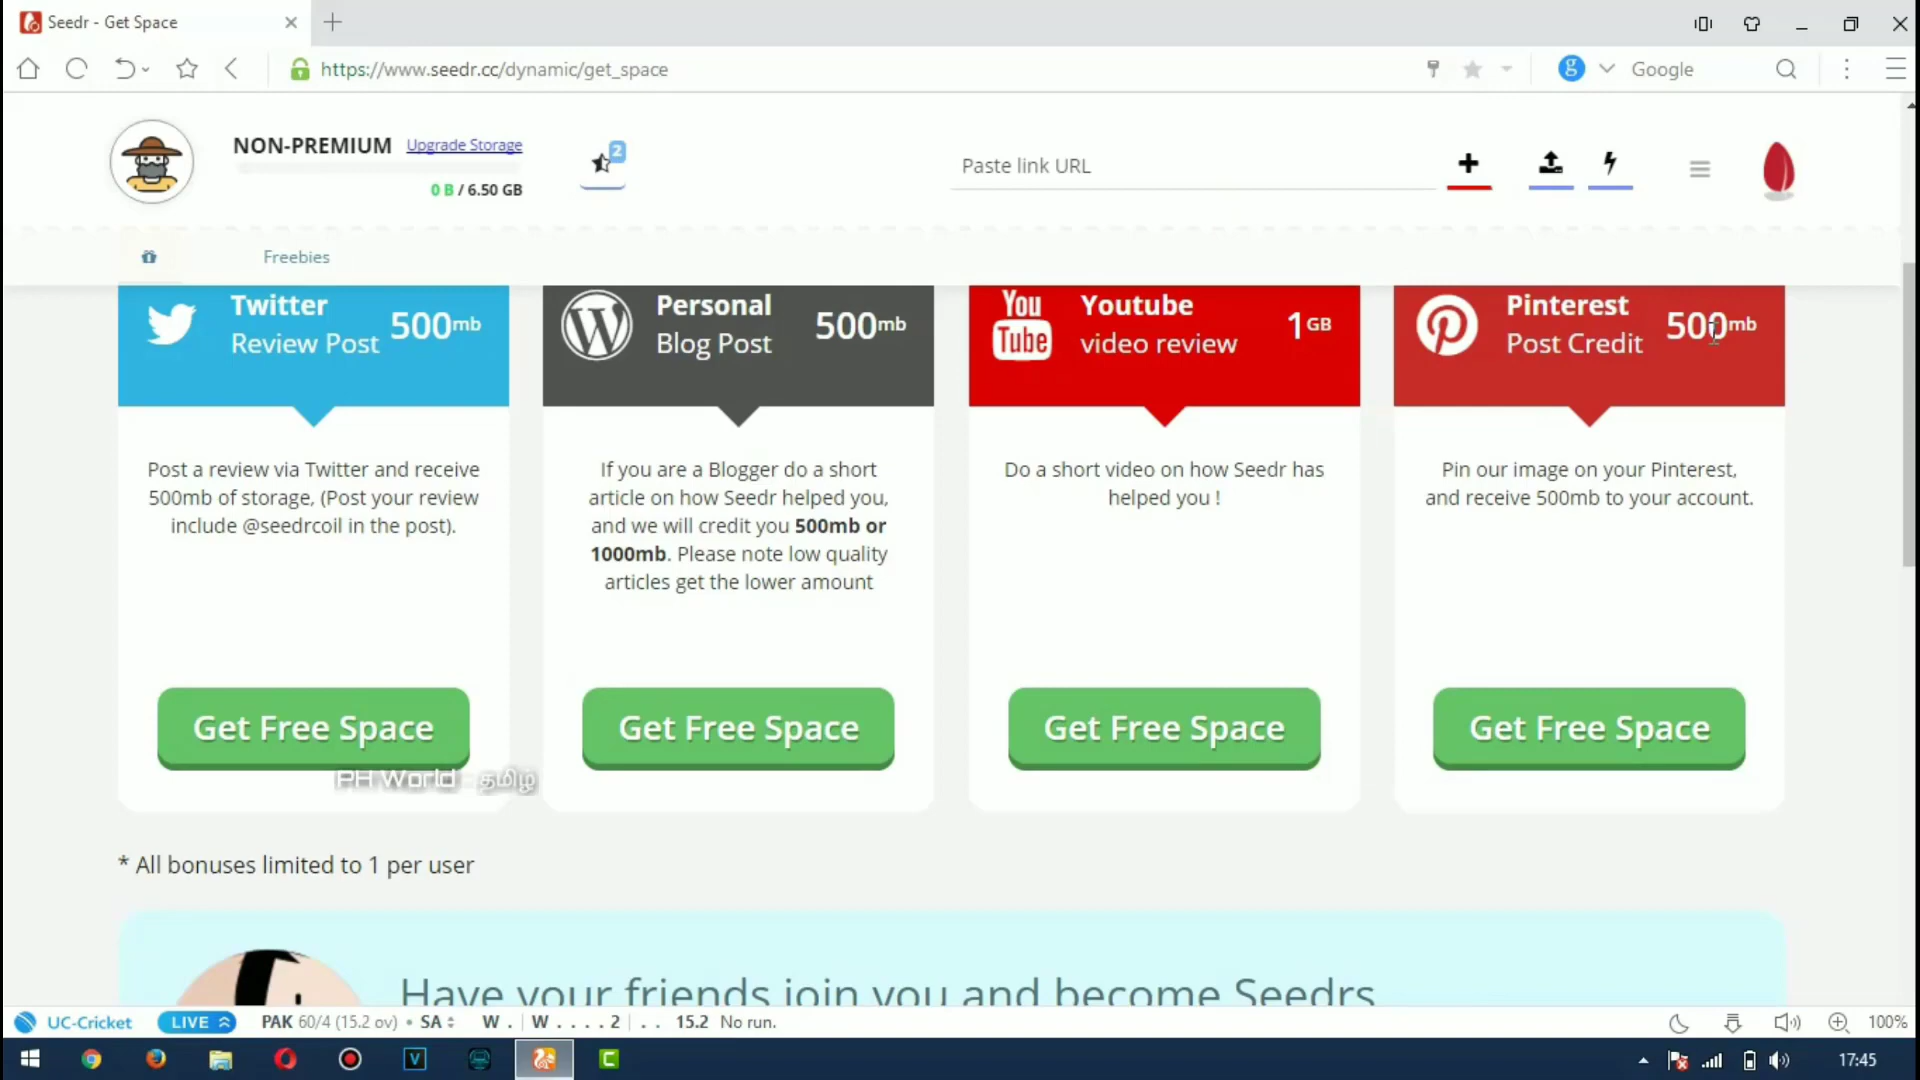 Seedr - Get Space
https://www.seedr.cc/dynamic/get_space
Google
NON-PREMIUM Upgrade Storage
2
0 B / 6.50 GB
Paste link URL
Freebies
Twitter
Review Post
500mb
Personal
Blog Post
500mb
You
Tube
Youtube
video review
1GB
Pinterest
Post Credit
500mb
Post a review via Twitter and receive
500mb of storage, (Post your review
include @seedrcoil in the post).
If you are a Blogger do a short
article on how Seedr helped you,
and we will credit you 500mb or
1000mb. Please note low quality
articles get the lower amount
Do a short video on how Seedr has
helped you !
Pin our image on your Pinterest,
and receive 500mb to your account.
Get Free Space
Get Free Space
Get Free Space
Get Free Space
PH World - தமிழ்
* All bonuses limited to 1 per user
Have your friends join you and become Seedrs
UC-Cricket LIVE PAK 60/4 (15.2 ov) • SA W . | W . . . . 2 | . . 15.2 No run.
100%
17:45